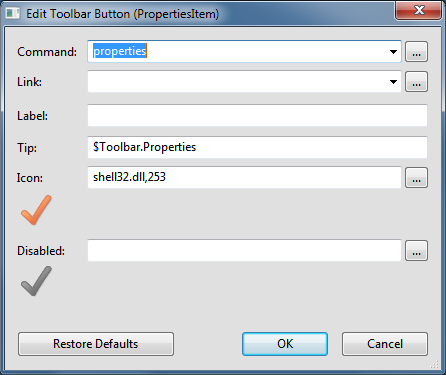 Edit Toolbar Button (PropertiesItem)
Command: properties ...
Link: ...
Label:
Tip: $Toolbar.Properties
Icon: shell32.dll,253 ...
Disabled: ...
Restore Defaults OK Cancel